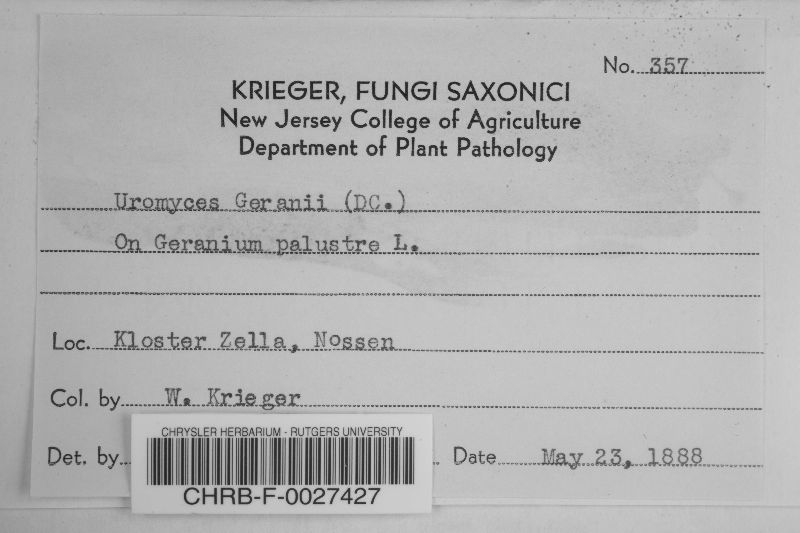 No. 357
KRIEGER, FUNGI SAXONICI
New Jersey College of Agriculture
Department of Plant Pathology
Uromyces Geranii (DC.)
On Geranium palustre L.
Loc. Kloster Zella, Nossen
Col. by W. Krieger
Det. by Date May 23, 1888
CHRYSLER HERBARIUM - RUTGERS UNIVERSITY
CHRB-F-0027427